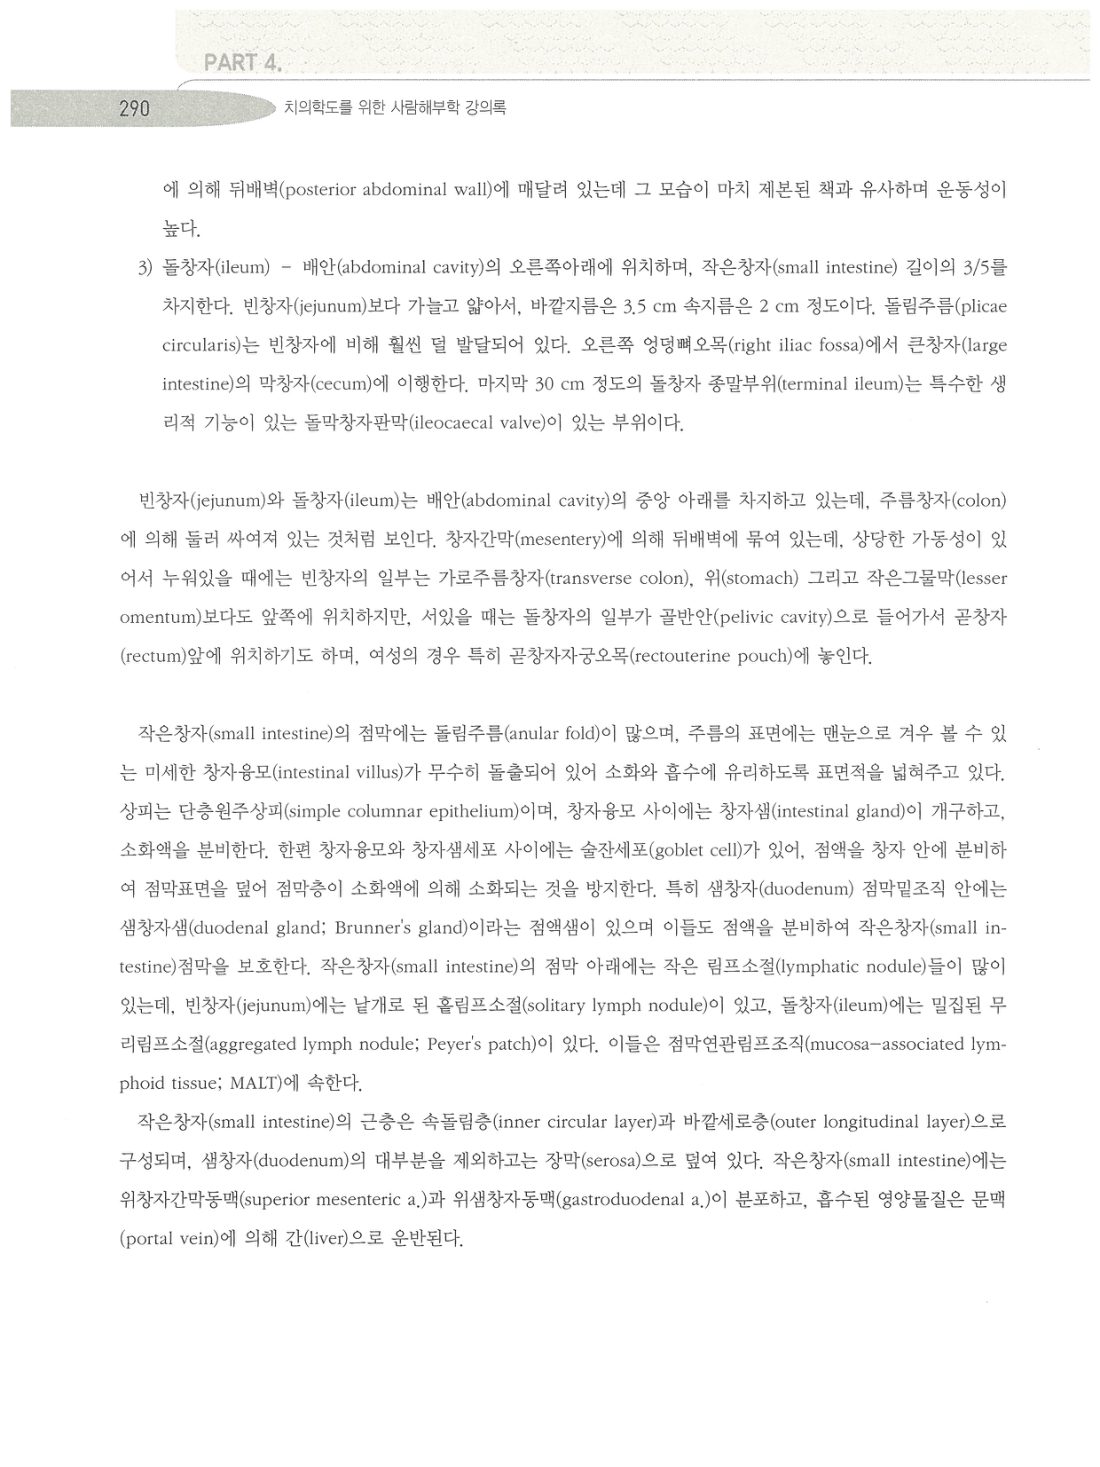 PART 4.
290
치의학도를 위한 사람해부학 강의록
에 의해 뒤배벽(posterior abdominal wall)에 매달려 있는데 그 모습이 마치 제본된 책과 유사하며 운동성이
높다.
3) 돌창자(ileum) - 배안(abdominal cavity)의 오른쪽아래에 위치하며, 작은창자(small intestine) 길이의 3/5를
차지한다. 빈창자(jejunum)보다 가늘고 얇아서, 바깥지름은 3.5 cm 속지름은 2 cm 정도이다. 돌림주름(plicae
circularis)는 빈창자에 비해 훨씬 덜 발달되어 있다. 오른쪽 엉덩뼈오목(right iliac fossa)에서 큰창자(large
intestine)의 막창자(cecum)에 이행한다. 마지막 30 cm 정도의 돌창자 종말부위(terminal ileum)는 특수한 생
리적 기능이 있는 돌막창자판막(ileocaecal valve)이 있는 부위이다.
빈창자(jejunum)와 돌창자(ileum)는 배안(abdominal cavity)의 중앙 아래를 차지하고 있는데, 주름창자(colon)
에 의해 둘러 싸여져 있는 것처럼 보인다. 창자간막(mesentery)에 의해 뒤배벽에 묶여 있는데, 상당한 가동성이 있
어서 누워있을 때에는 빈창자의 일부는 가로주름창자(transverse colon), 위(stomach) 그리고 작은그물막(lesser
omentum)보다도 앞쪽에 위치하지만, 서있을 때는 돌창자의 일부가 골반안(pelivic cavity)으로 들어가서 곧창자
(rectum)앞에 위치하기도 하며, 여성의 경우 특히 곧창자자궁오목(rectouterine pouch)에 놓인다.
작은창자(small intestine)의 점막에는 돌림주름(anular fold)이 많으며, 주름의 표면에는 맨눈으로 겨우 볼 수 있
는 미세한 창자융모(intestinal villus)가 무수히 돌출되어 있어 소화와 흡수에 유리하도록 표면적을 넓혀주고 있다.
상피는 단층원주상피(simple columnar epithelium)이며, 창자융모 사이에는 창자샘(intestinal gland)이 개구하고,
소화액을 분비한다. 한편 창자융모와 창자샘세포 사이에는 술잔세포(goblet cell)가 있어, 점액을 창자 안에 분비하
여 점막표면을 덮어 점막층이 소화액에 의해 소화되는 것을 방지한다. 특히 샘창자(duodenum) 점막밑조직 안에는
샘창자샘(duodenal gland; Brunner's gland)이라는 점액샘이 있으며 이들도 점액을 분비하여 작은창자(small in-
testine)점막을 보호한다. 작은창자(small intestine)의 점막 아래에는 작은 림프소절(lymphatic nodule)들이 많이
있는데, 빈창자(jejunum)에는 낱개로 된 홑림프소절(solitary lymph nodule)이 있고, 돌창자(ileum)에는 밀집된 무
리림프소절(aggregated lymph nodule; Peyer's patch)이 있다. 이들은 점막연관림프조직(mucosa-associated lym-
phoid tissue; MALT)에 속한다.
작은창자(small intestine)의 근층은 속돌림층(inner circular layer)과 바깥세로층(outer longitudinal layer)으로
구성되며, 샘창자(duodenum)의 대부분을 제외하고는 장막(serosa)으로 덮여 있다. 작은창자(small intestine)에는
위창자간막동맥(superior mesenteric a.)과 위샘창자동맥(gastroduodenal a.)이 분포하고, 흡수된 영양물질은 문맥
(portal vein)에 의해 간(liver)으로 운반된다.